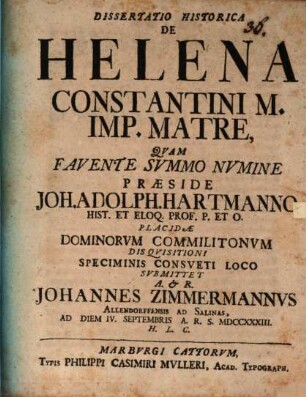 DISSERTATIO HISTORICA
36.
DE
HELENA
CONSTANTINI M.
IMP. MATRE,
QUAM
FAVENTE SVMMO NVMINE
PRÆSIDE
JOH. ADOLPH. HARTMANNO
HIST. ET ELOQ. PROF. P. ET O.
PLACIDÆ
DOMINORVM COMMILITONVM
DISQVISITIONI
SPECIMINIS CONSVETI LOCO
SVBMITTET
A. & R.
JOHANNES ZIMMERMANNVS
ALLENDORFFENSIS AD SALINAS,
AD DIEM IV. SEPTEMBRIS A. R. S. MDCCXXXIII.
H. L. C.
MARBVRGI CATTORVM,
TYPIS PHILIPPI CASIMIRI MVLLERI, ACAD. TYPOGRAPH.